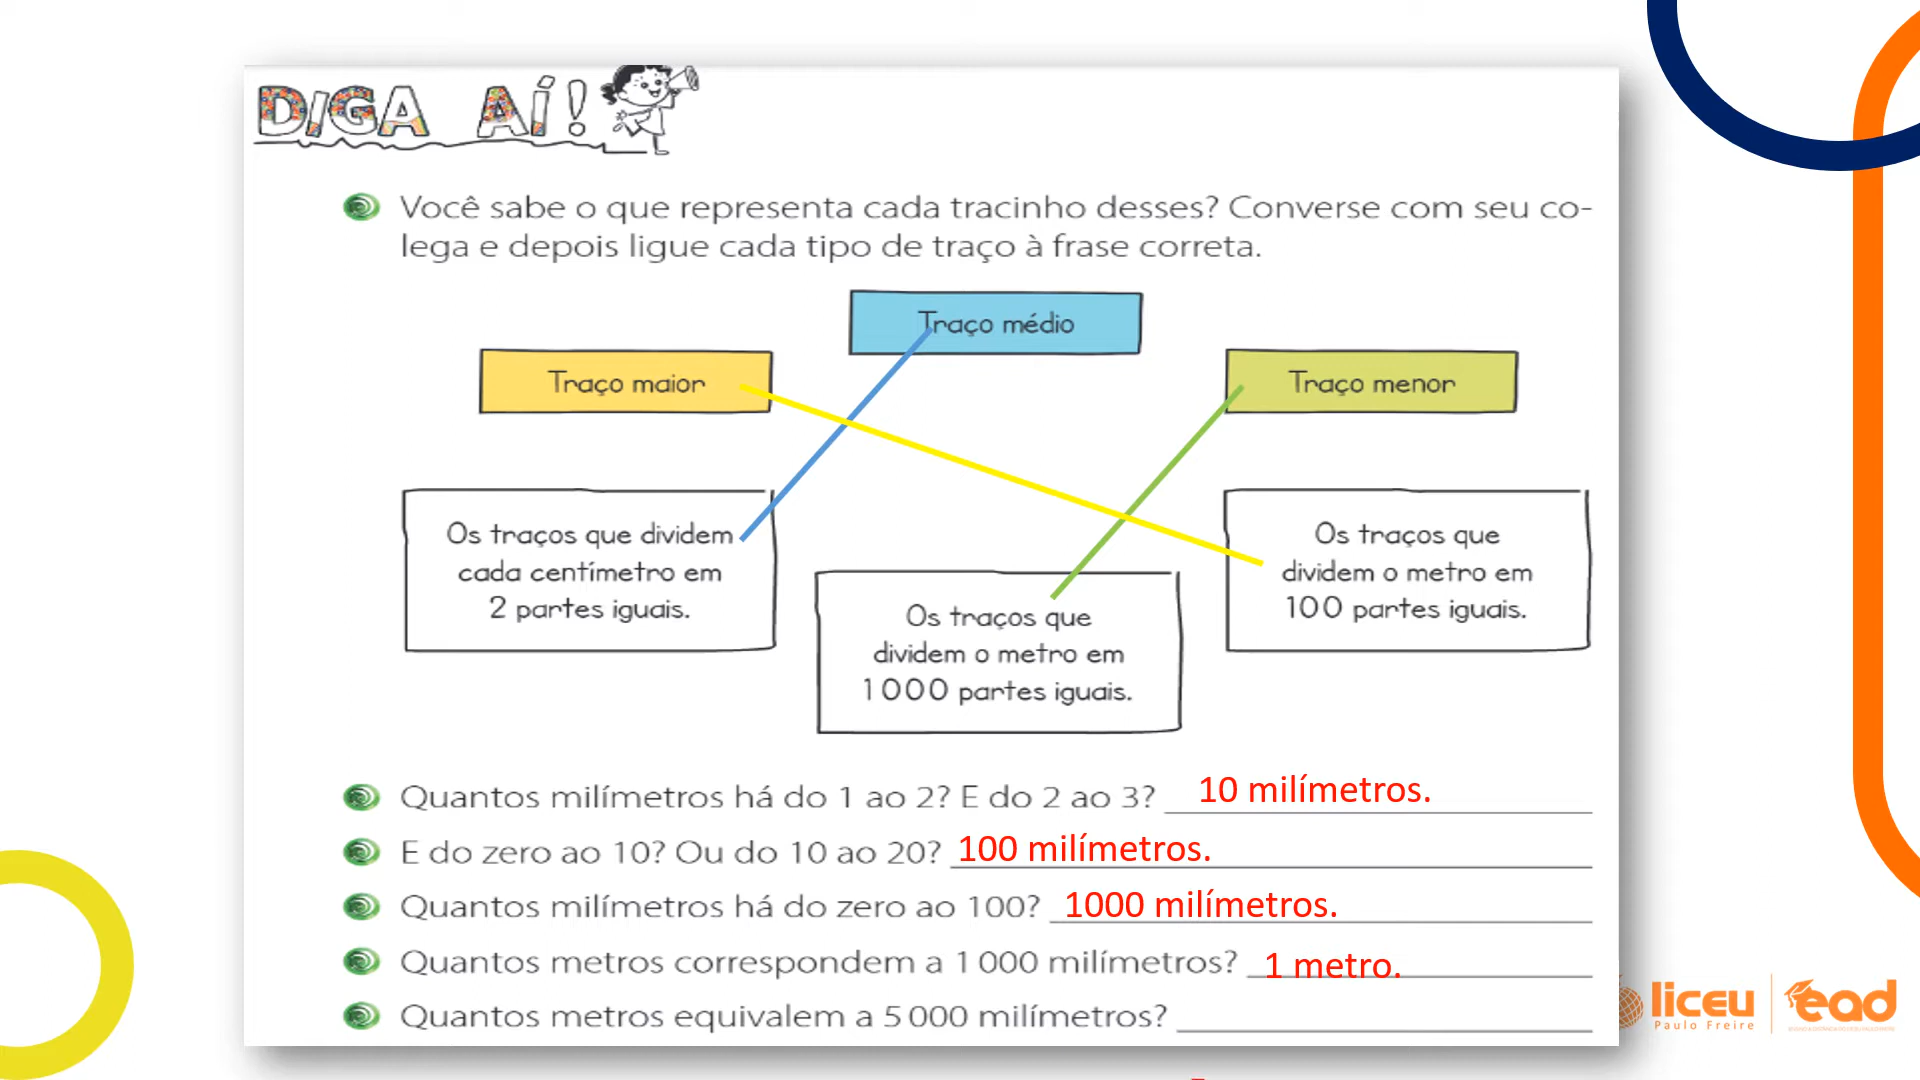 DIGA AÍ!
Você sabe o que representa cada tracinho desses? Converse com seu co-
lega e depois ligue cada tipo de traço à frase correta.
Traço médio
Traço maior
Traço menor
Os traços que dividem
cada centímetro em
2 partes iguais.
Os traços que
dividem o metro em
1000 partes iguais.
Os traços que
dividem o metro em
100 partes iguais.
Quantos milímetros há do 1 ao 2? E do 2 ao 3? 10 milímetros.
E do zero ao 10? Ou do 10 ao 20? 100 milímetros.
Quantos milímetros há do zero ao 100? 1000 milímetros.
Quantos metros correspondem a 1 000 milímetros? 1 metro.
Quantos metros equivalem a 5 000 milímetros?
liceu
Paulo Freire
ead